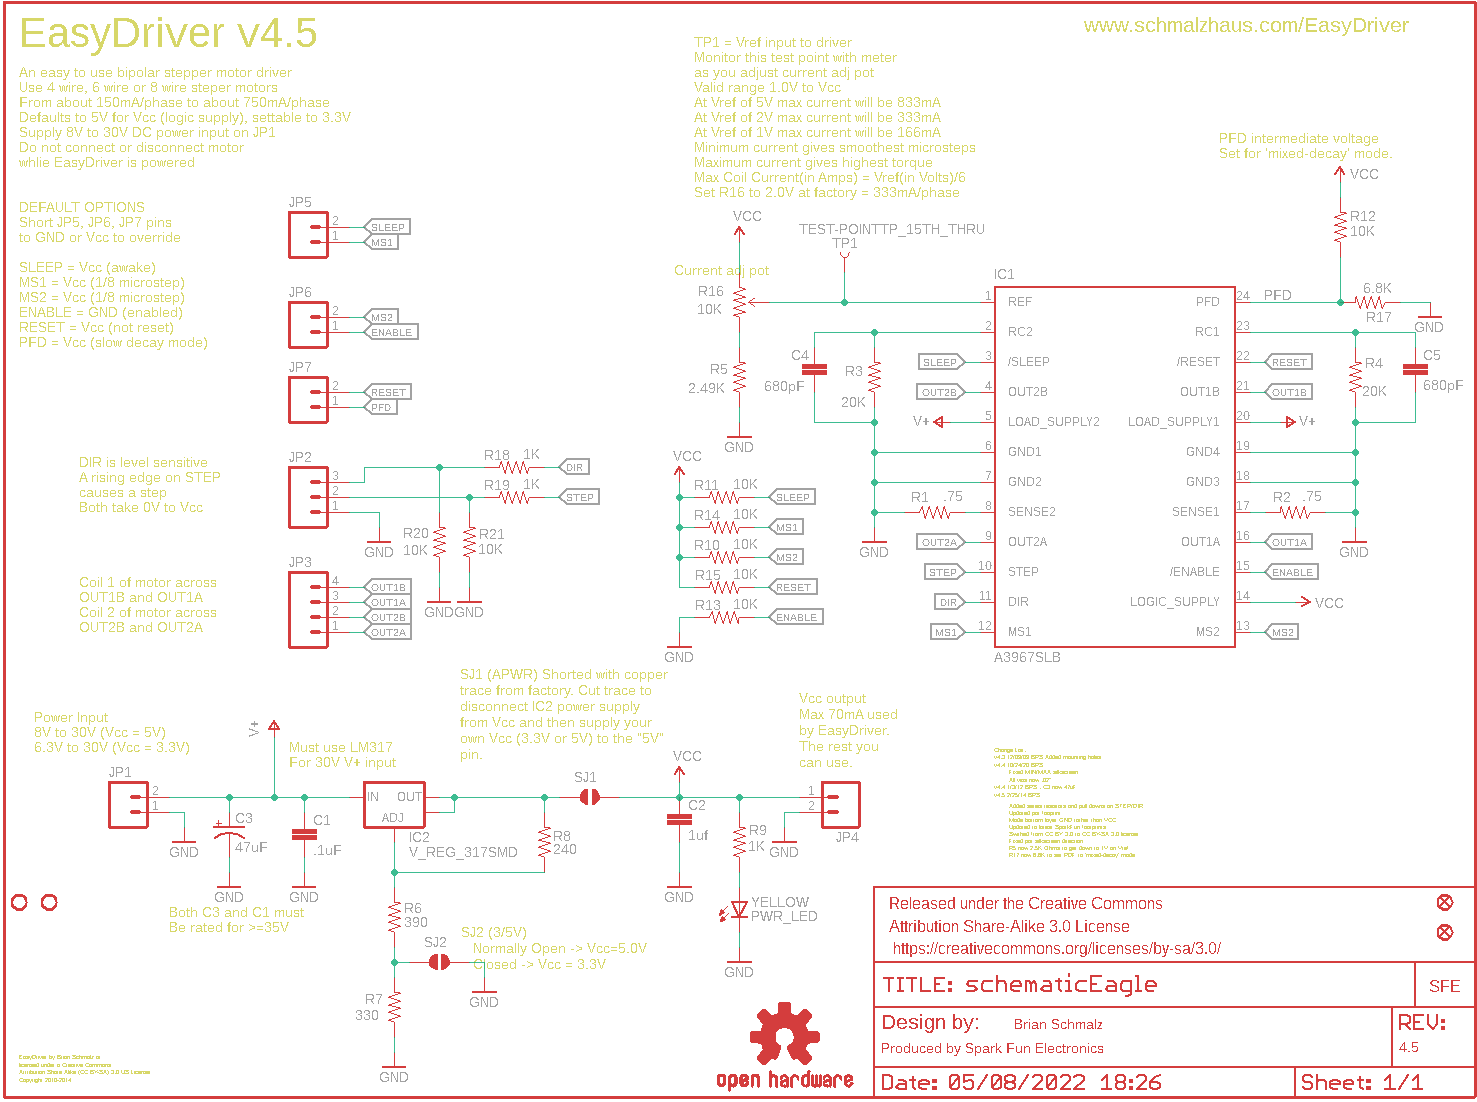 EasyDriver v4.5
www.schmalzhaus.com/EasyDriver
An easy to use bipolar stepper motor driver
Use 4 wire, 6 wire or 8 wire steper motors
From about 150mA/phase to about 750mA/phase
Defaults to 5V for Vcc (logic supply), settable to 3.3V
Supply 8V to 30V DC power input on JP1
Do not connect or disconnect motor
whlie EasyDriver is powered
TP1 = Vref input to driver
Monitor this test point with meter
as you adjust current adj pot
Valid range 1.0V to Vcc
At Vref of 5V max current will be 833mA
At Vref of 2V max current will be 333mA
At Vref of 1V max current will be 166mA
Minimum current gives smoothest microsteps
Maximum current gives highest torque
Max Coil Current(in Amps) = Vref(in Volts)/6
Set R16 to 2.0V at factory = 333mA/phase
PFD intermediate voltage
Set for 'mixed-decay' mode.
VCC
R12
10K
DEFAULT OPTIONS
Short JP5, JP6, JP7 pins
to GND or Vcc to override
SLEEP = Vcc (awake)
MS1 = Vcc (1/8 microstep)
MS2 = Vcc (1/8 microstep)
ENABLE = GND (enabled)
RESET = Vcc (not reset)
PFD = Vcc (slow decay mode)
JP5
2 SLEEP
1 MS1
JP6
2 MS2
1 ENABLE
JP7
2 RESET
1 PFD
VCC
TEST-POINTTP_15TH_THRU
TP1
Current adj pot
R16
10K
R5
2.49K
GND
C4
680pF
R3
20K
V+
GND
IC1
1 REF
2 RC2
3 /SLEEP
4 OUT2B
5 LOAD_SUPPLY2
6 GND1
7 GND2
8 SENSE2
9 OUT2A
10 STEP
11 DIR
12 MS1
PFD 24
RC1 23
/RESET 22
OUT1B 21
LOAD_SUPPLY1 20
GND4 19
GND3 18
SENSE1 17
OUT1A 16
/ENABLE 15
LOGIC_SUPPLY 14
MS2 13
A3967SLB
SLEEP
OUT2B
R1 .75
OUT2A
STEP
DIR
MS1
PFD
6.8K
R17
GND
RESET
OUT1B
V+
R4
20K
C5
680pF
R2 .75
OUT1A
GND
ENABLE
VCC
MS2
DIR is level sensitive
A rising edge on STEP
causes a step
Both take 0V to Vcc
JP2
3
2
1
GND
R18 1K DIR
R19 1K STEP
R20
10K
R21
10K
GND
GND
VCC
R11 10K SLEEP
R14 10K MS1
R10 10K MS2
R15 10K RESET
R13 10K ENABLE
GND
Coil 1 of motor across
OUT1B and OUT1A
Coil 2 of motor across
OUT2B and OUT2A
JP3
4 OUT1B
3 OUT1A
2 OUT2B
1 OUT2A
SJ1 (APWR) Shorted with copper
trace from factory. Cut trace to
disconnect IC2 power supply
from Vcc and then supply your
own Vcc (3.3V or 5V) to the "5V"
pin.
Vcc output
Max 70mA used
by EasyDriver.
The rest you
can use.
Power Input
8V to 30V (Vcc = 5V)
6.3V to 30V (Vcc = 3.3V)
V+
Must use LM317
For 30V V+ input
JP1
2
1
GND
C3
47uF
GND
C1
.1uF
GND
Both C3 and C1 must
Be rated for >=35V
IN OUT
ADJ
IC2
V_REG_317SMD
SJ1
R8
240
VCC
C2
1uf
GND
R9
1K
YELLOW
PWR_LED
GND
1
2
JP4
GND
R6
390
SJ2
SJ2 (3/5V)
Normally Open -> Vcc=5.0V
Closed -> Vcc = 3.3V
GND
R7
330
GND
EasyDriver by Brian Schmalz is
licensed under a Creative Commons
Attribution Share Alike (CC BY-SA) 3.0 US License
Copyright 2010-2014
open hardware
Released under the Creative Commons
Attribution Share-Alike 3.0 License
https://creativecommons.org/licenses/by-sa/3.0/
TITLE: schematicEagle
SFE
Design by: Brian Schmalz
Produced by Spark Fun Electronics
REV:
4.5
Date: 05/08/2022 18:26
Sheet: 1/1